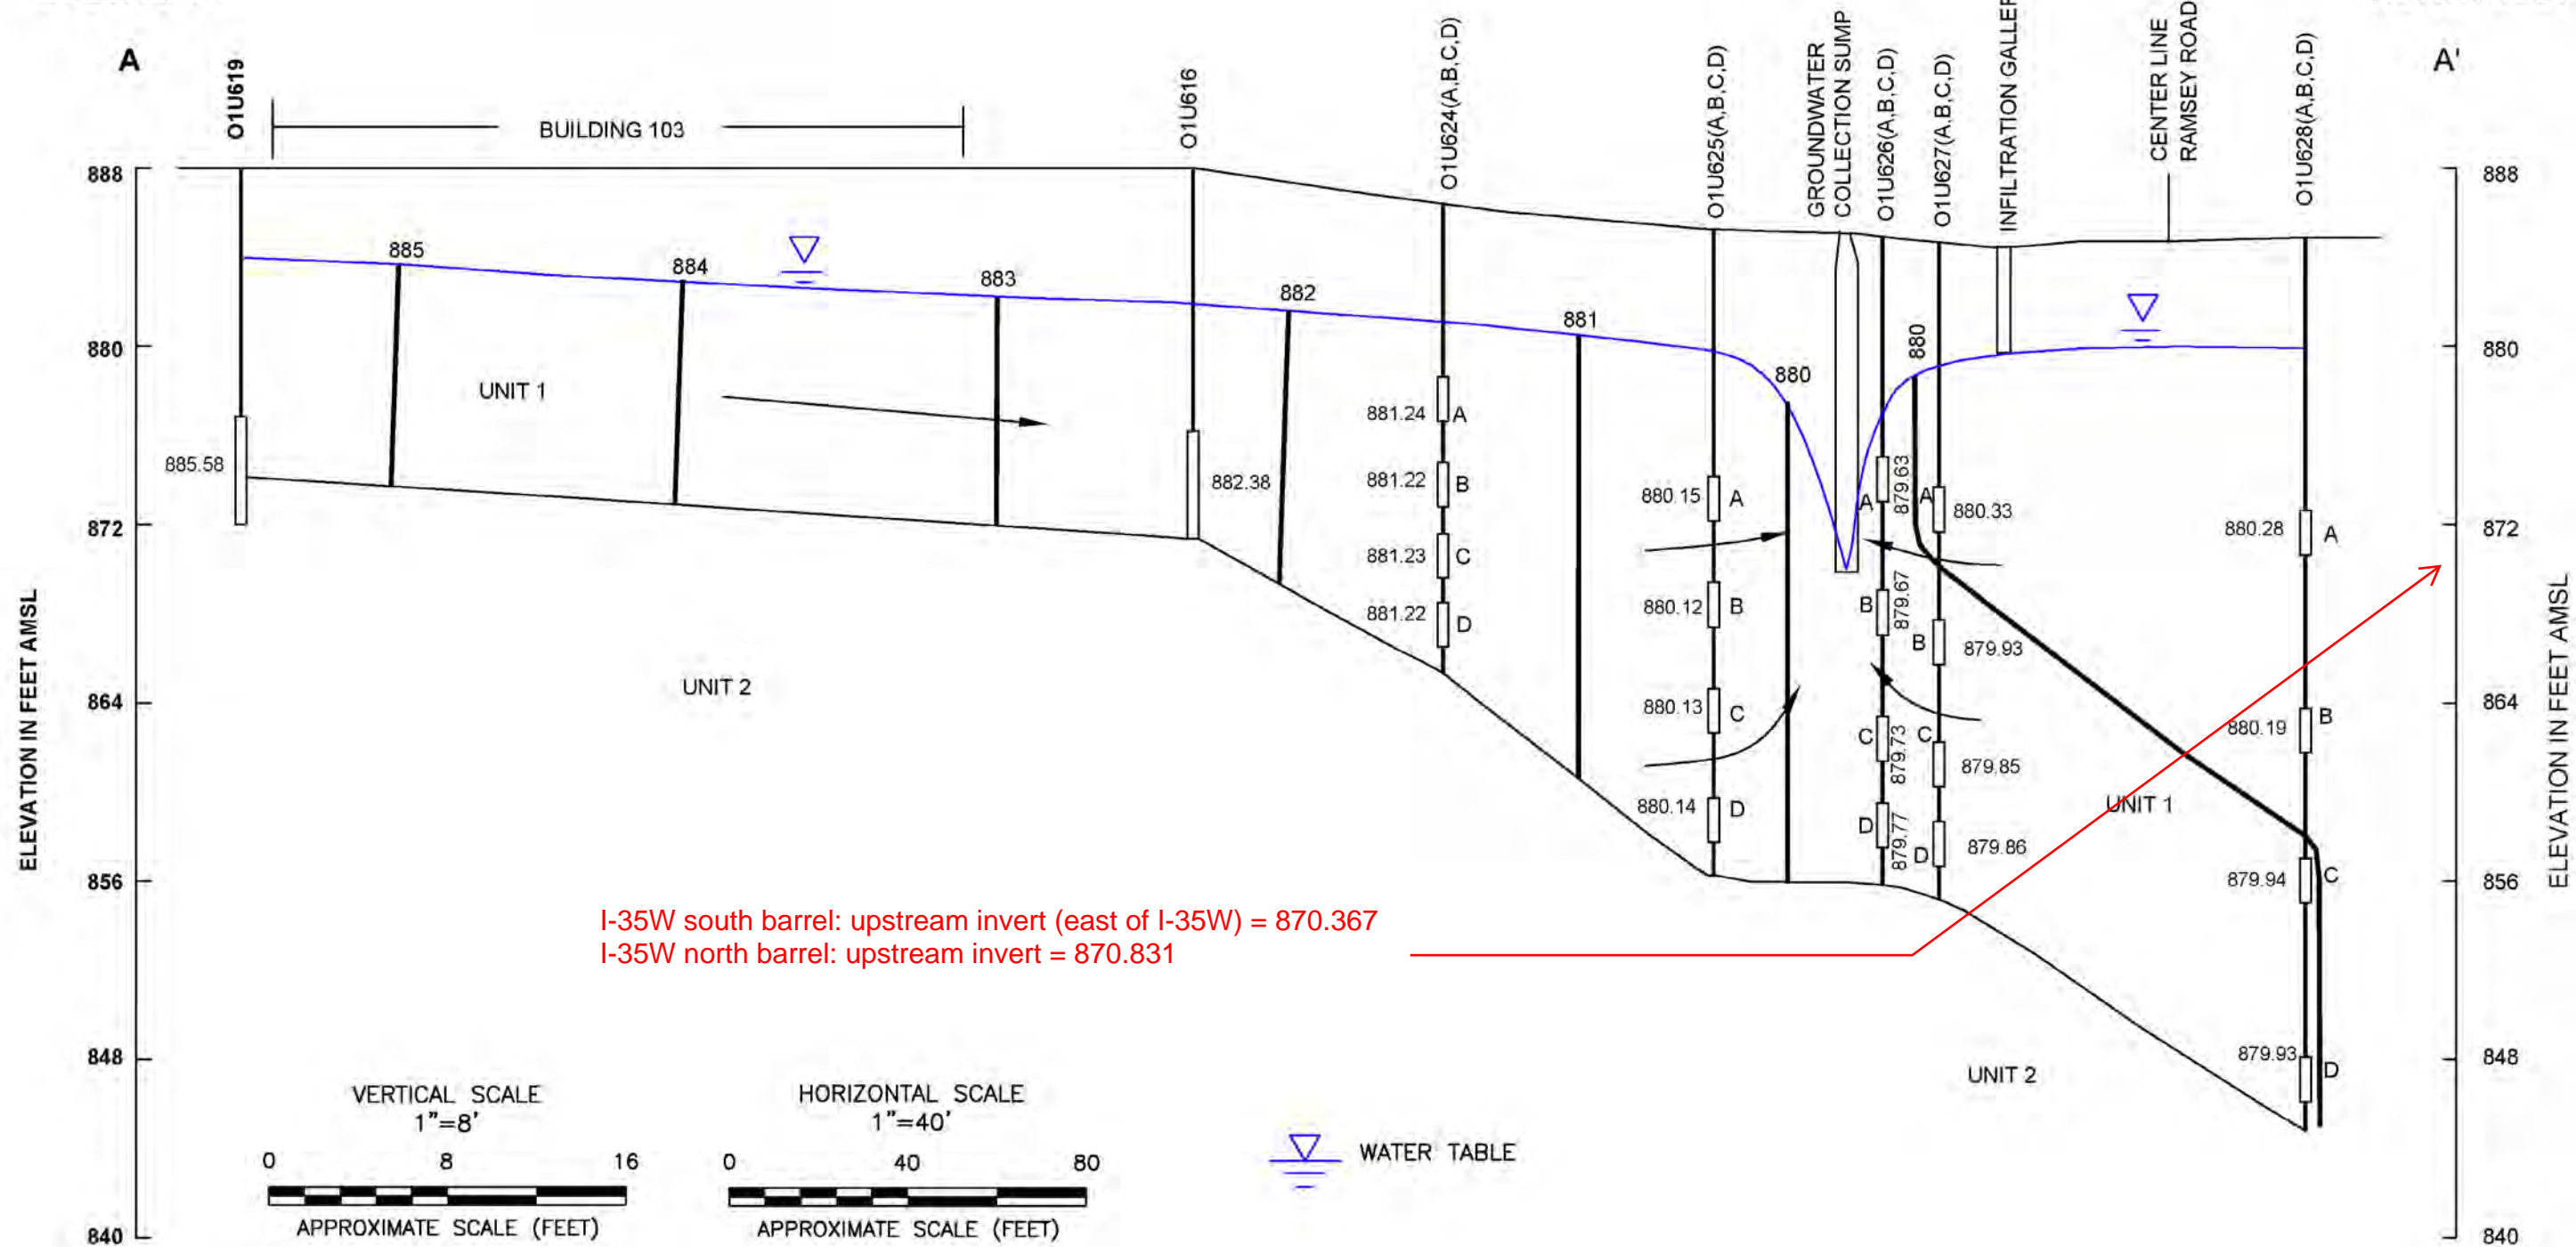 A
A'
O1U619
BUILDING 103
O1U616
O1U624(A,B,C,D)
O1U625(A,B,C,D)
GROUNDWATER
COLLECTION SUMP
O1U626(A,B,C,D)
O1U627(A,B,C,D)
INFILTRATION
CENTER LINE
RAMSEY ROAD
O1U628(A,B,C,D)
888
880
872
864
856
848
840
ELEVATION IN FEET AMSL
885
884
883
882
881
880
880
UNIT 1
UNIT 2
885.58
882.38
881.24 A
881.22 B
881.23 C
881.22 D
880.15 A
880.12 B
880.13 C
880.14 D
A 879.63
B 879.67
C 879.73
D 879.77
A 880.33
B 879.93
C 879.85
D 879.86
880.28 A
880.19 B
879.94 C
879.93 D
UNIT 1
UNIT 2
888
880
872
864
856
848
840
ELEVATION IN FEET AMSL
I-35W south barrel: upstream invert (east of I-35W) = 870.367
I-35W north barrel: upstream invert = 870.831
VERTICAL SCALE
1"=8'
0 8 16
APPROXIMATE SCALE (FEET)
HORIZONTAL SCALE
1"=40'
0 40 80
APPROXIMATE SCALE (FEET)
WATER TABLE